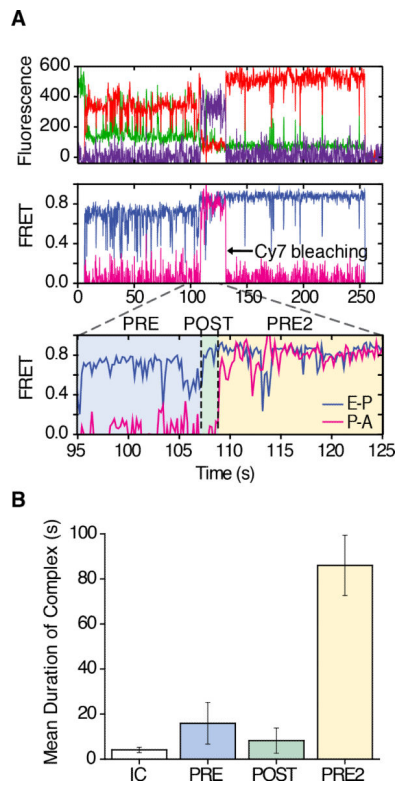 A
600
400
200
0
Fluorescence
0.8
0.4
0.0
FRET
Cy7 bleaching
0 50 100 150 200 250
PRE POST PRE2
0.8
0.4
0.0
FRET
E-P
P-A
95 100 105 110 115 120 125
Time (s)
B
100
80
60
40
20
0
Mean Duration of Complex (s)
IC PRE POST PRE2